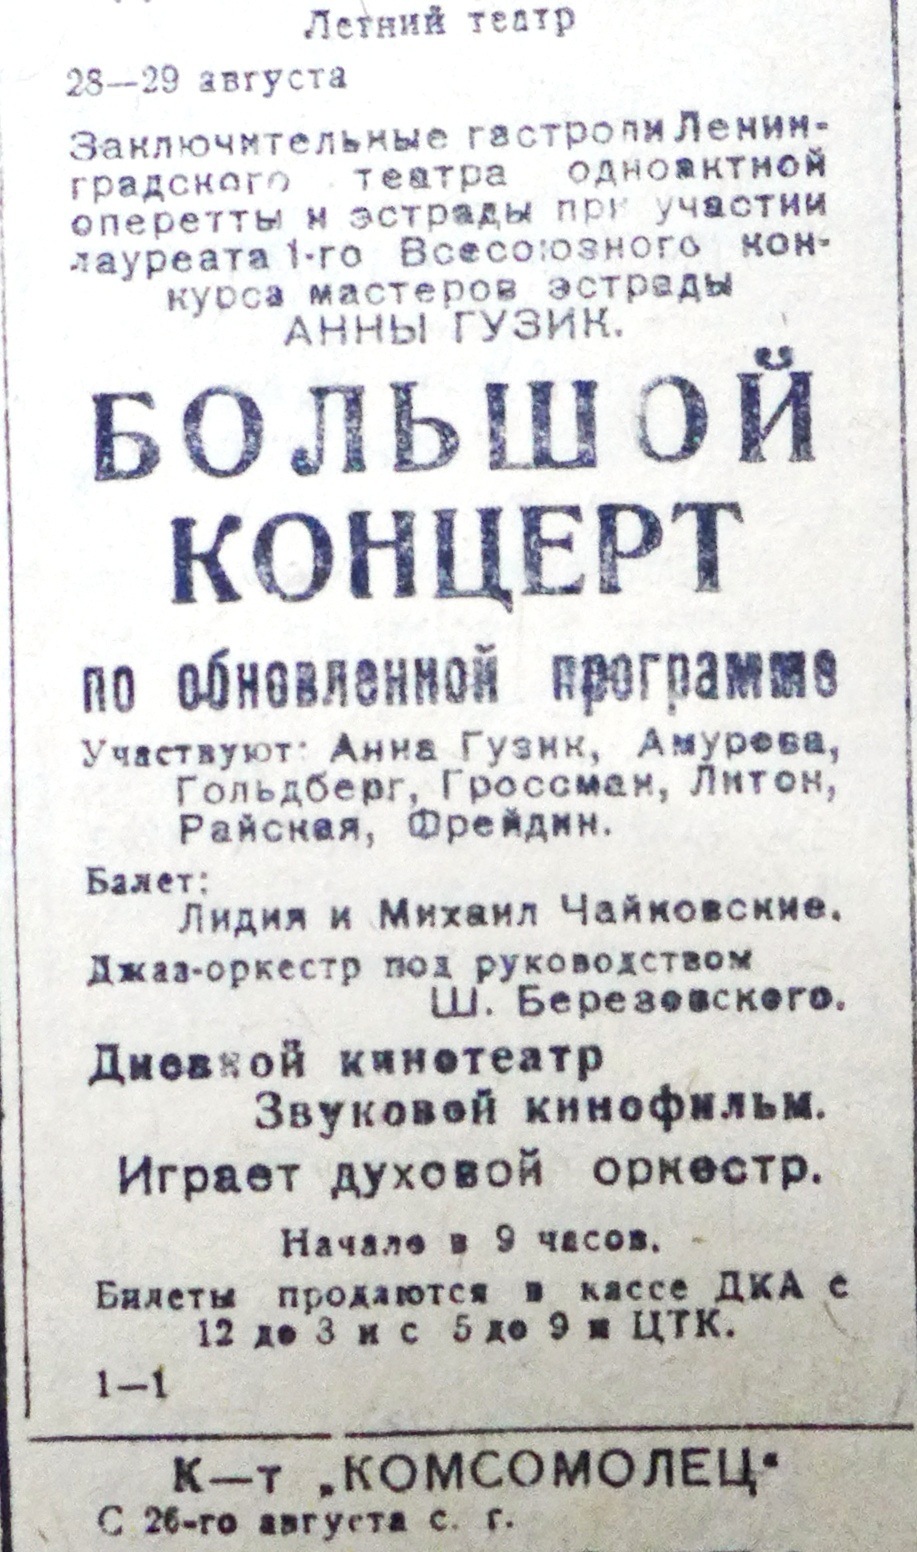 Летний театр
28—29 августа
Заключительные гастроли Ленин-
градского театра одноактной
оперетты и эстрады при участии
лауреата 1-го Всесоюзного кон-
курса мастеров эстрады
АННЫ ГУЗИК.
БОЛЬШОЙ
КОНЦЕРТ
по обновленной программе
Участвуют: Анна Гузик, Амурова,
Гольдберг, Гроссман, Литон,
Райская, Фрейдин.
Балет:
Лидия и Михаил Чайковские.
Джаз-оркестр под руководством
Ш. Березовского.
Дневной кинотеатр
Звуковой кинофильм.
Играет духовой оркестр.
Начало в 9 часов.
Билеты продаются в кассе ДКА с
12 до 3 и с 5 до 9 и ЦТК.
1—1
К—т „КОМСОМОЛЕЦ“
С 26-го августа с. г.